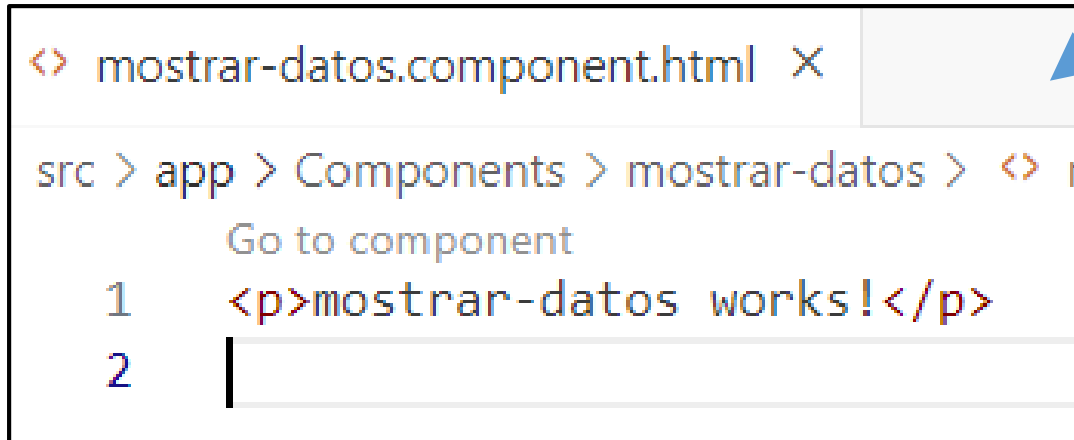 <> mostrar-datos.component.html ×
src > app > Components > mostrar-datos > <>
Go to component
1 <p>mostrar-datos works!</p>
2